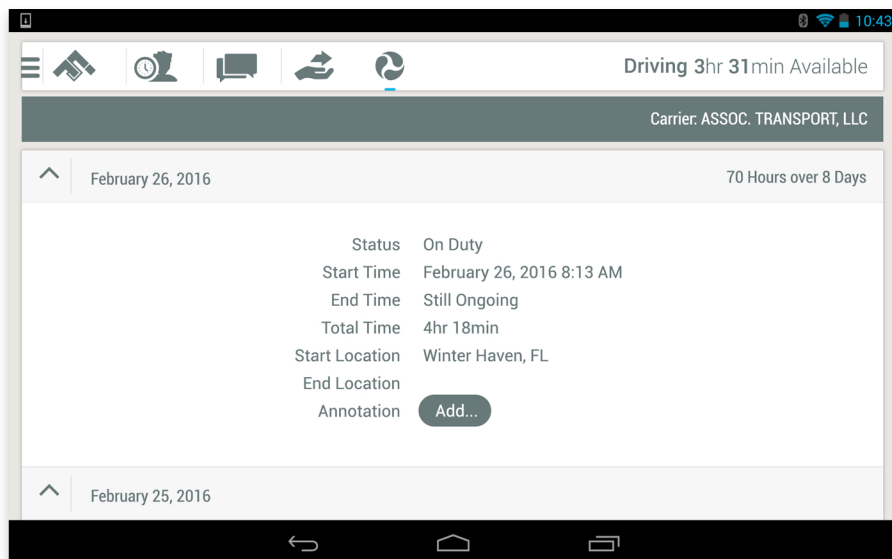 10:43
Driving 3hr 31min Available
Carrier: ASSOC. TRANSPORT, LLC
February 26, 2016 70 Hours over 8 Days
Status On Duty
Start Time February 26, 2016 8:13 AM
End Time Still Ongoing
Total Time 4hr 18min
Start Location Winter Haven, FL
End Location
Annotation Add...
February 25, 2016